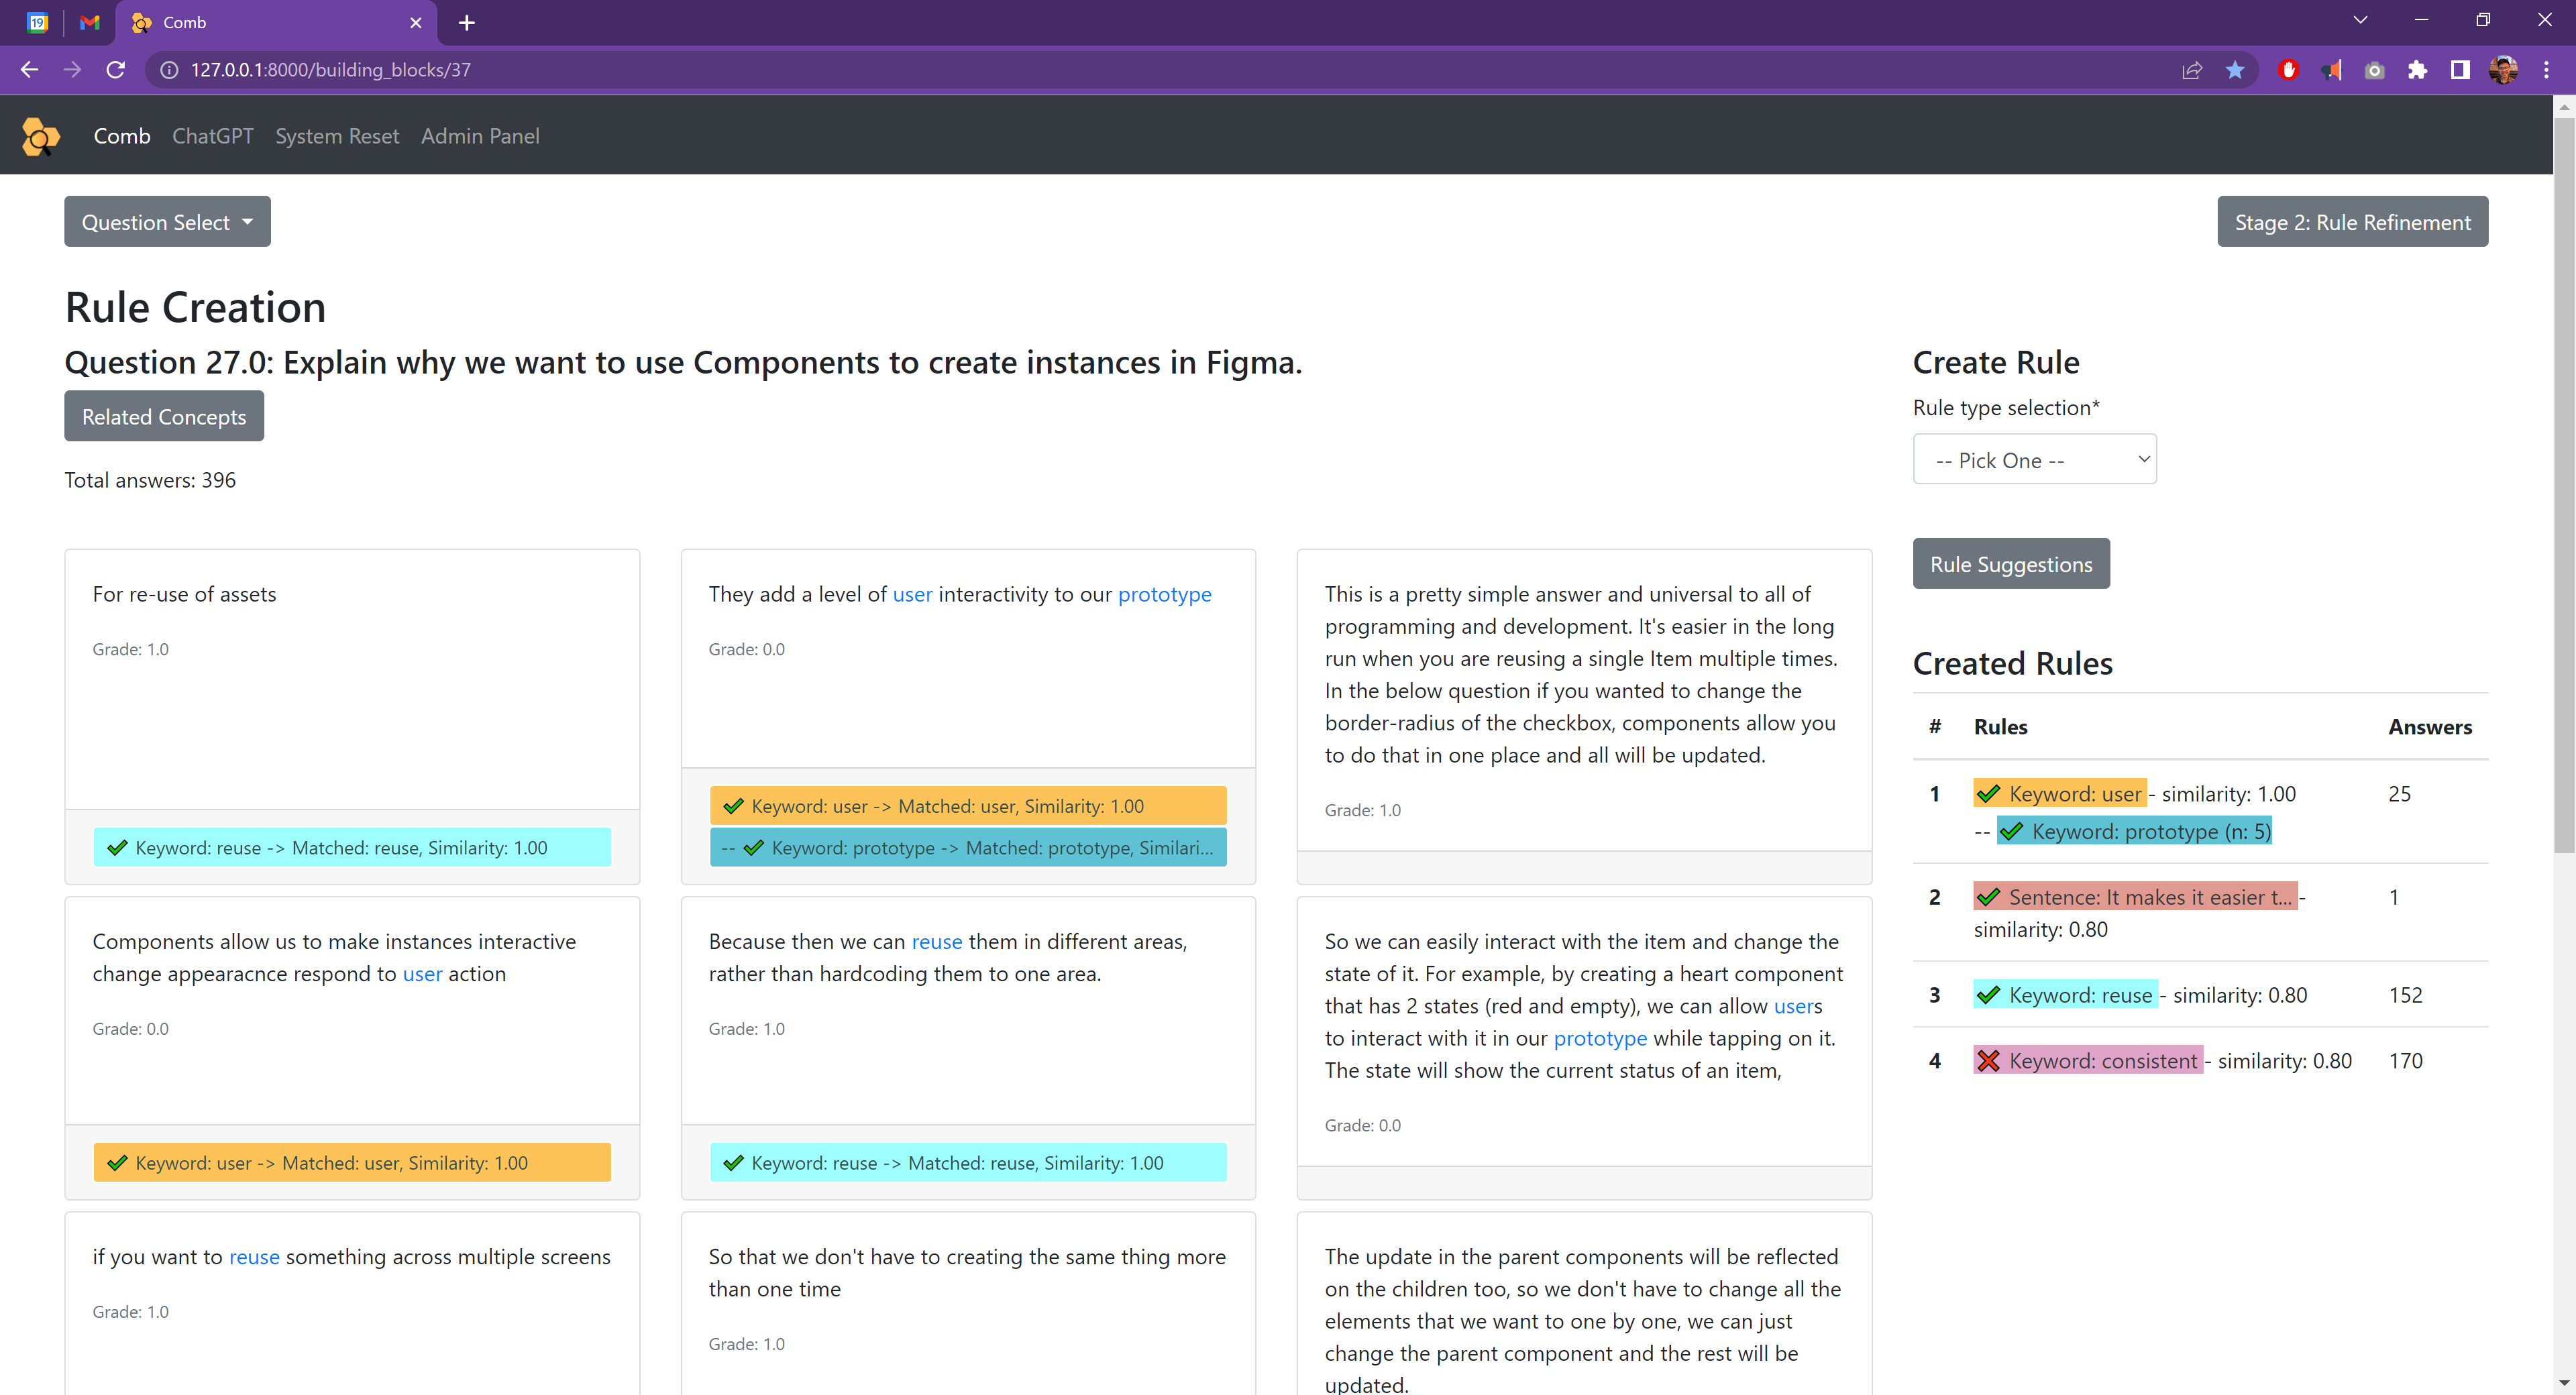 19
Comb
127.0.0.1:8000/building_blocks/37
Comb ChatGPT System Reset Admin Panel
Question Select
Stage 2: Rule Refinement
Rule Creation
Question 27.0: Explain why we want to use Components to create instances in Figma.
Related Concepts
Total answers: 396
For re-use of assets
Grade: 1.0
Keyword: reuse -> Matched: reuse, Similarity: 1.00
They add a level of user interactivity to our prototype
Grade: 0.0
Keyword: user -> Matched: user, Similarity: 1.00
-- Keyword: prototype -> Matched: prototype, Similari...
This is a pretty simple answer and universal to all of
programming and development. It's easier in the long
run when you are reusing a single Item multiple times.
In the below question if you wanted to change the
border-radius of the checkbox, components allow you
to do that in one place and all will be updated.
Grade: 1.0
Components allow us to make instances interactive
change appearacnce respond to user action
Grade: 0.0
Keyword: user -> Matched: user, Similarity: 1.00
Because then we can reuse them in different areas,
rather than hardcoding them to one area.
Grade: 1.0
Keyword: reuse -> Matched: reuse, Similarity: 1.00
So we can easily interact with the item and change the
state of it. For example, by creating a heart component
that has 2 states (red and empty), we can allow users
to interact with it in our prototype while tapping on it.
The state will show the current status of an item,
Grade: 0.0
if you want to reuse something across multiple screens
Grade: 1.0
So that we don't have to creating the same thing more
than one time
Grade: 1.0
The update in the parent components will be reflected
on the children too, so we don't have to change all the
elements that we want to one by one, we can just
change the parent component and the rest will be
updated.
Create Rule
Rule type selection*
-- Pick One --
Rule Suggestions
Created Rules
# Rules Answers
1 Keyword: user - similarity: 1.00 25
-- Keyword: prototype (n: 5)
2 Sentence: It makes it easier t... - 1
similarity: 0.80
3 Keyword: reuse - similarity: 0.80 152
4 Keyword: consistent - similarity: 0.80 170